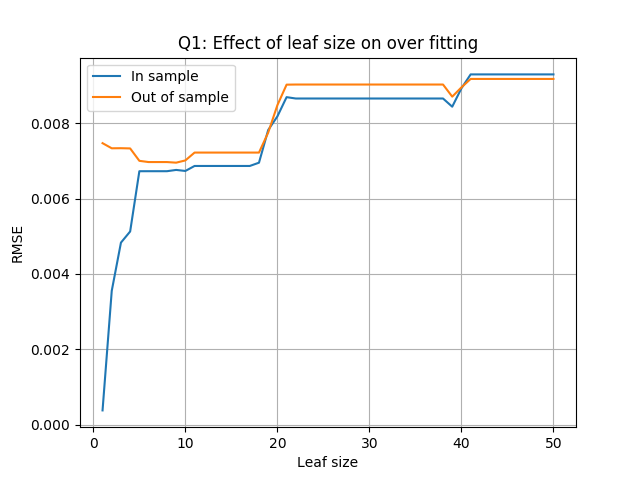 Q1: Effect of leaf size on over fitting
In sample
Out of sample
0.008
0.006
0.004
0.002
0.000
RMSE
0 10 20 30 40 50
Leaf size